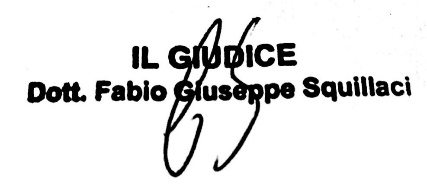 IL GIUDICE
Dott. Fabio Giuseppe Squillaci